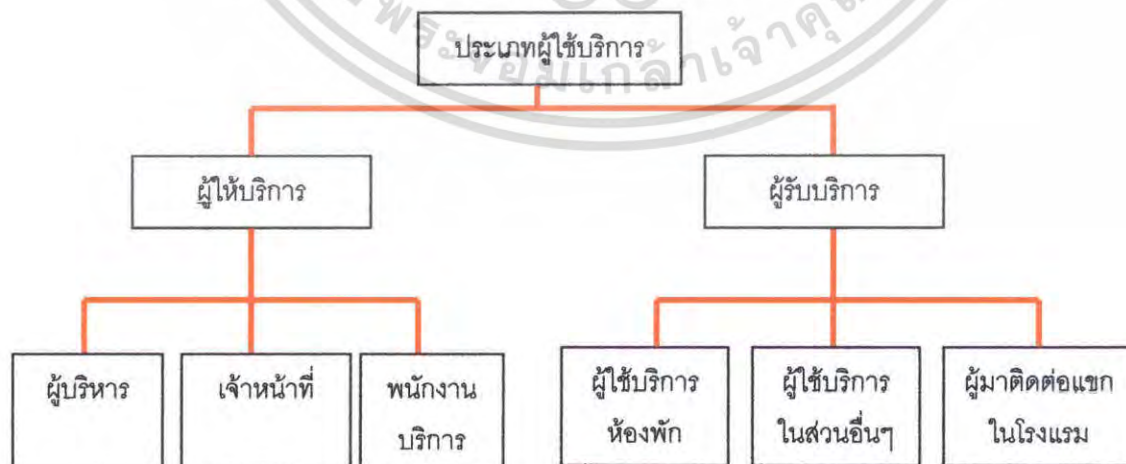 ประเภทผู้ใช้บริการ
ผู้ให้บริการ
ผู้รับบริการ
ผู้บริหาร
เจ้าหน้าที่
พนักงาน
บริการ
ผู้ใช้บริการ
ห้องพัก
ผู้ใช้บริการ
ในส่วนอื่นๆ
ผู้มาติดต่อแขก
ในโรงแรม